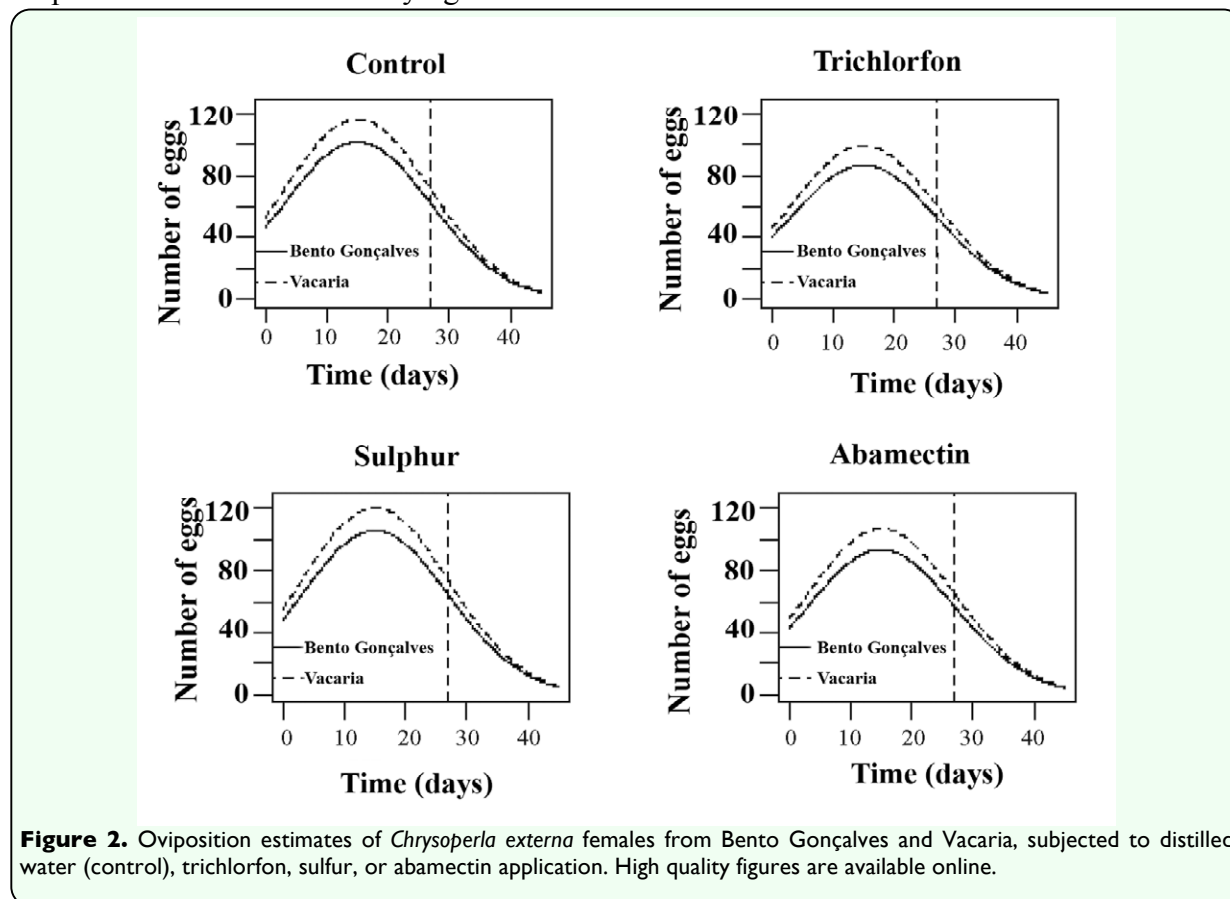 Control
Number of eggs
120
80
40
0
Bento Gonçalves
Vacaria
0 10 20 30 40
Time (days)
Trichlorfon
Number of eggs
120
80
40
0
Bento Gonçalves
Vacaria
0 10 20 30 40
Time (days)
Sulphur
Number of eggs
120
80
40
0
Bento Gonçalves
Vacaria
0 10 20 30 40
Time (days)
Abamectin
Number of eggs
120
80
40
0
Bento Gonçalves
Vacaria
0 10 20 30 40
Time (days)
Figure 2. Oviposition estimates of Chrysoperla externa females from Bento Gonçalves and Vacaria, subjected to distilled
water (control), trichlorfon, sulfur, or abamectin application. High quality figures are available online.